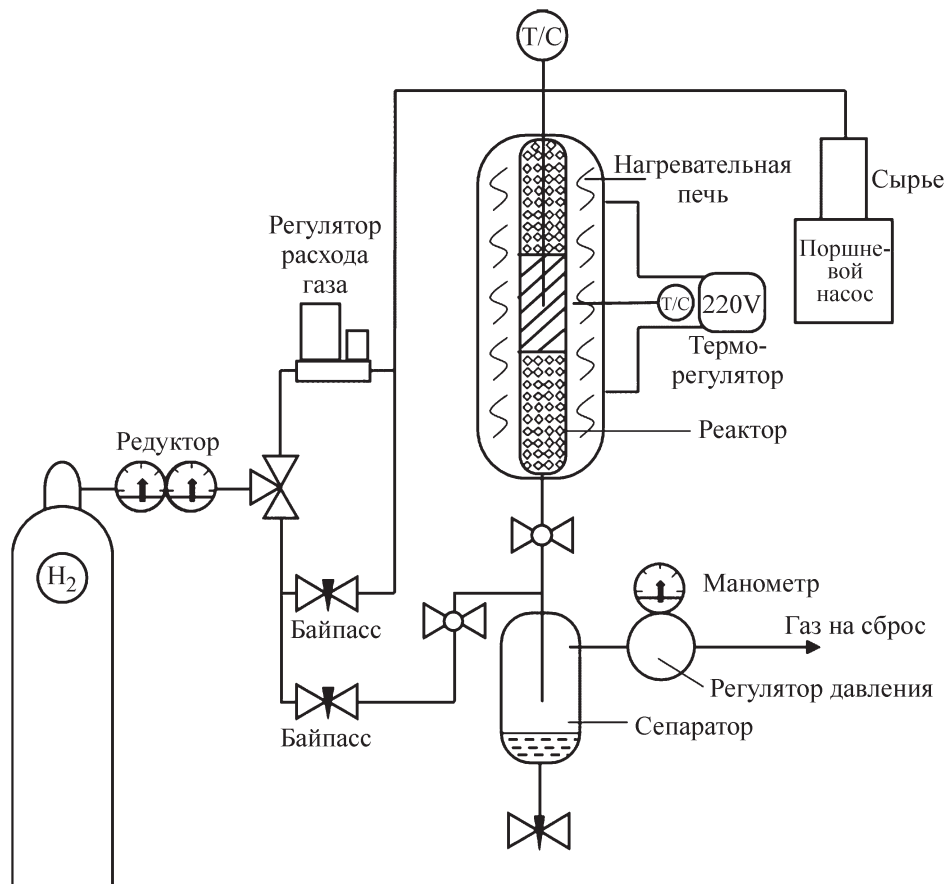 T/C
Нагревательная
печь
Сырье
Поршне-
вой
насос
Регулятор
расхода
газа
T/C
220V
Термо-
регулятор
Реактор
Редуктор
H2
Байпасс
Манометр
Газ на сброс
Регулятор давления
Сепаратор
Байпасс